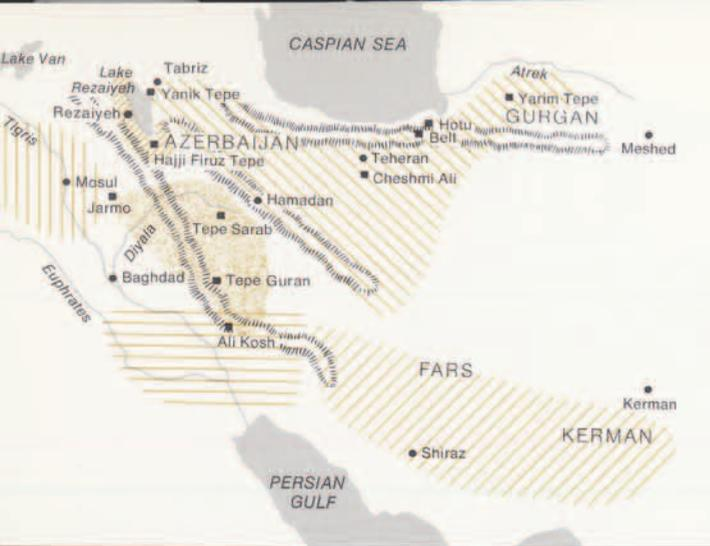 CASPIAN SEA
Lake Van
Lake
Rezaiyeh
Tabriz
Yanik Tepe
Atrek
Yarim Tepe
GURGAN
Rezaiyeh
Tigris
AZERBAIJAN
Hotu
Belt
Meshed
Hajji Firuz Tepe
Teheran
Cheshmi Ali
Mosul
Jarmo
Hamadan
Tepe Sarab
Diyala
Baghdad
Tepe Guran
Euphrates
Ali Kosh
FARS
Kerman
KERMAN
Shiraz
PERSIAN
GULF